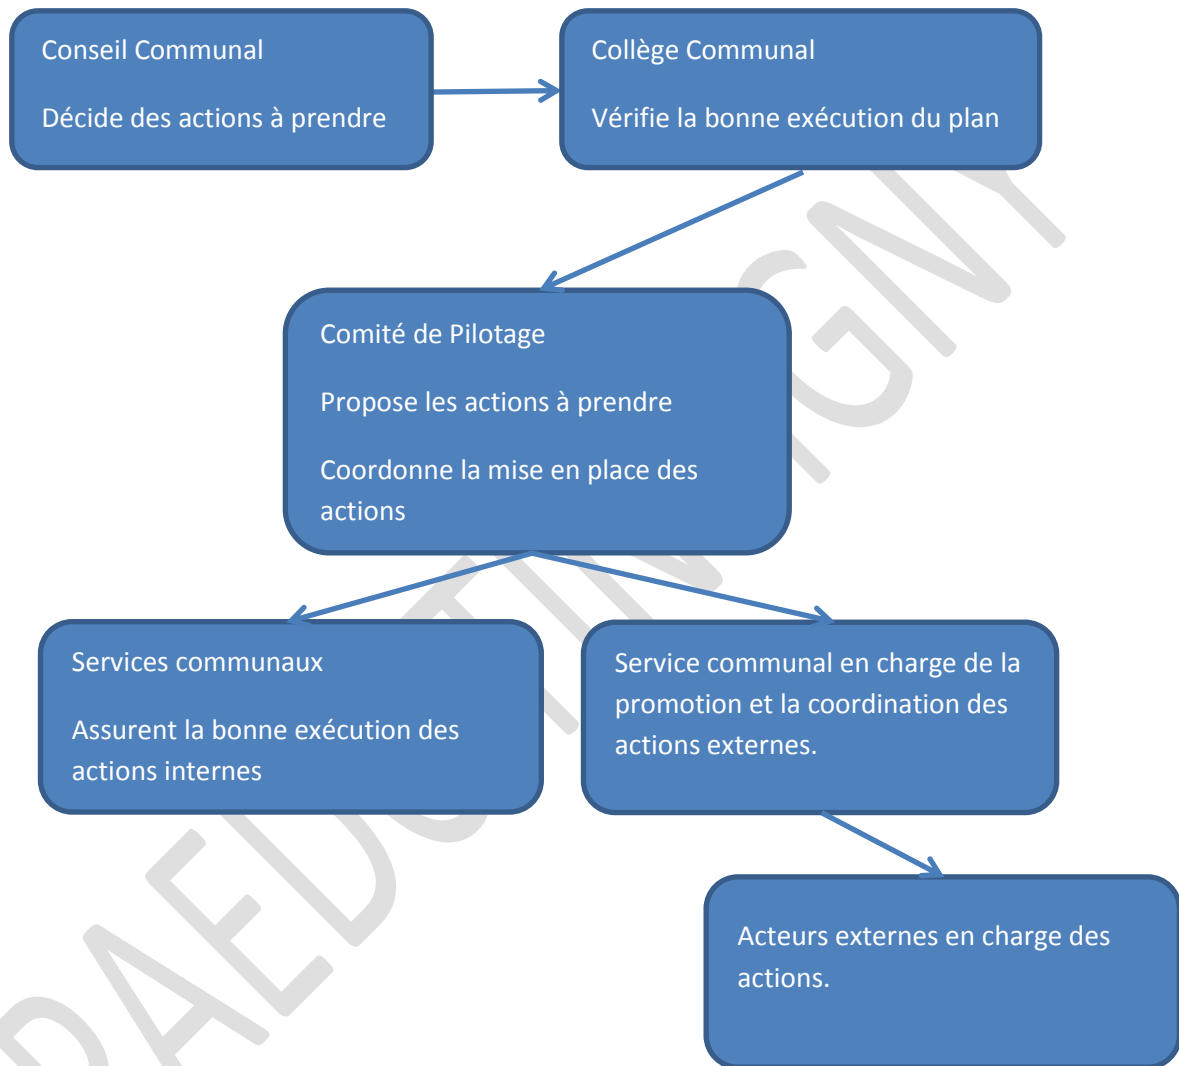 Conseil Communal
Décide des actions à prendre
Collège Communal
Vérifie la bonne exécution du plan
Comité de Pilotage
Propose les actions à prendre
Coordonne la mise en place des
actions
Services communaux
Assurent la bonne exécution des
actions internes
Service communal en charge de la
promotion et la coordination des
actions externes.
Acteurs externes en charge des
actions.